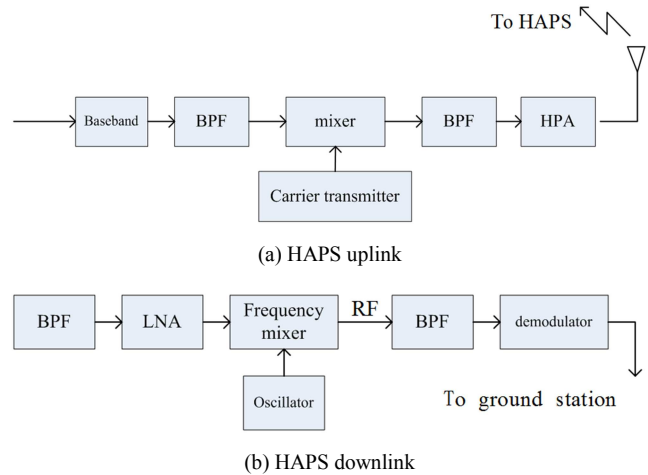 To HAPS
Baseband
BPF
mixer
BPF
HPA
Carrier transmitter
(a) HAPS uplink
BPF
LNA
Frequency
mixer
RF
BPF
demodulator
Oscillator
To ground station
(b) HAPS downlink